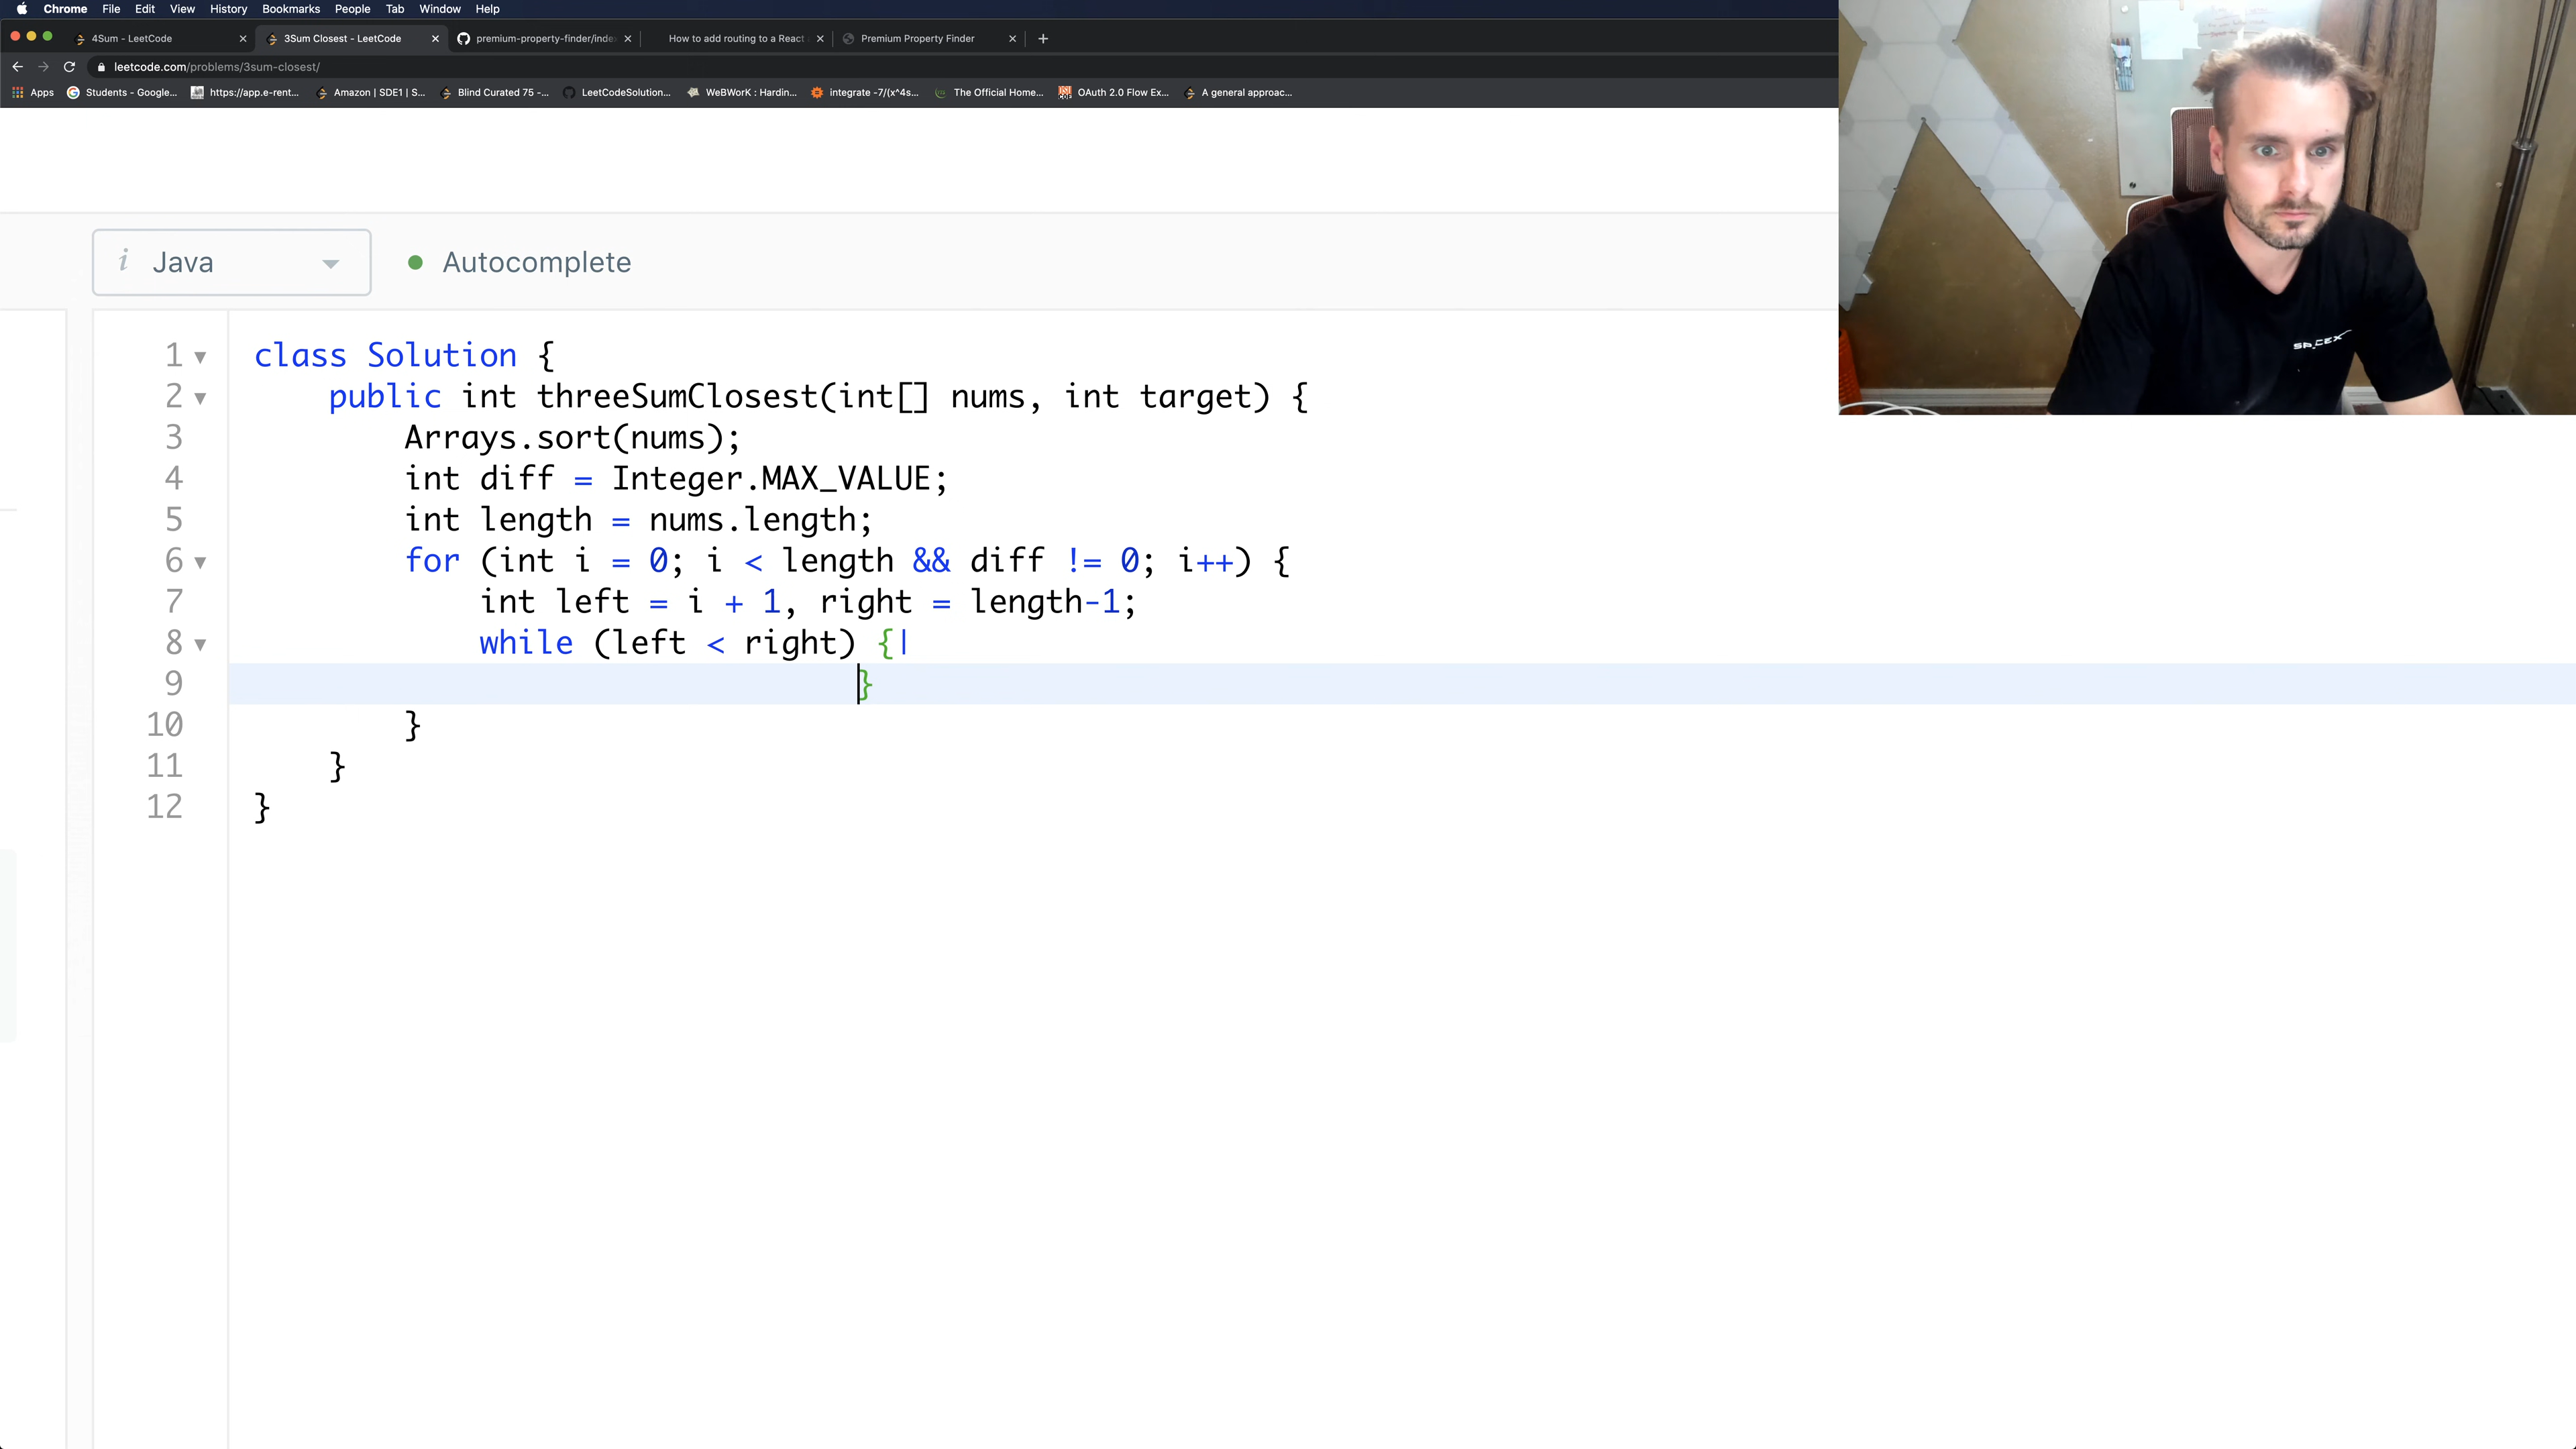 Chrome File Edit View History Bookmarks People Tab Window Help
4Sum - LeetCode 3Sum Closest - LeetCode premium-property-finder/inde How to add routing to a React Premium Property Finder
leetcode.com/problems/3sum-closest/
Apps Students - Google... https://app.e-rent... Amazon | SDE1 | S... Blind Curated 75 -... LeetCodeSolution... WeBWorK : Hardin... integrate -7/(x^4s... The Official Home... OAuth 2.0 Flow Ex... A general approac...
i Java Autocomplete
SPACEX
1 class Solution {
2 public int threeSumClosest(int[] nums, int target) {
3 Arrays.sort(nums);
4 int diff = Integer.MAX_VALUE;
5 int length = nums.length;
6 for (int i = 0; i < length && diff != 0; i++) {
7 int left = i + 1, right = length-1;
8 while (left < right) {|
9 }
10 }
11 }
12 }